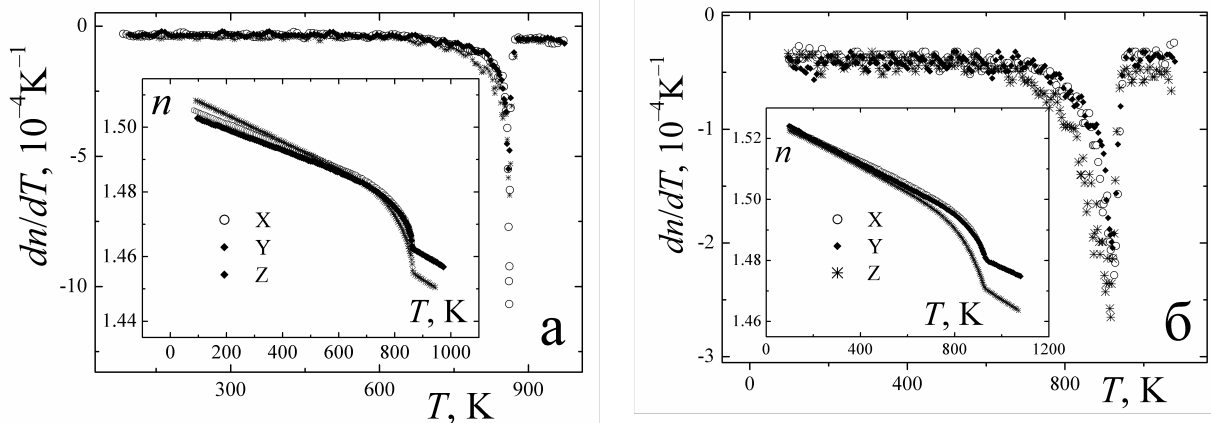 0
-5
-10
dn/dT, 10⁻⁴K⁻¹
300
600
900
T, K
n
1.50
1.48
1.46
1.44
X
Y
Z
T, K
0
200
400
600
800
1000
а
0
-1
-2
-3
dn/dT, 10⁻⁴K⁻¹
0
400
800
T, K
1.52
n
1.50
1.48
1.46
X
Y
Z
T, K
0
400
800
1200
б